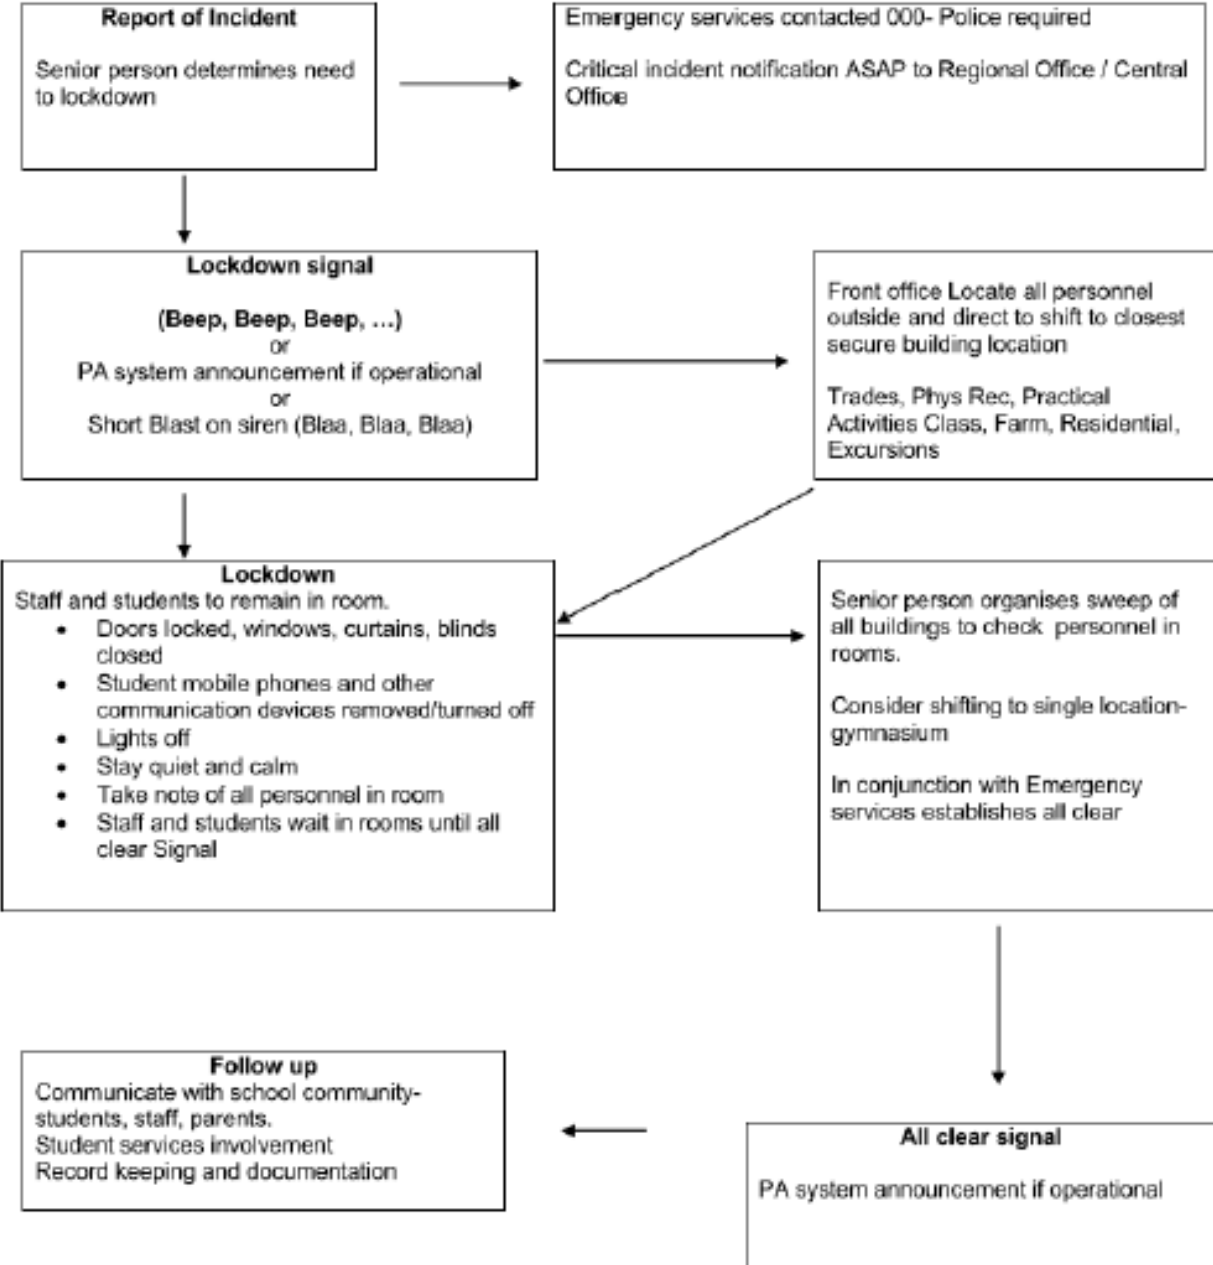 Report of Incident
Senior person determines need
to lockdown
Emergency services contacted 000- Police required
Critical incident notification ASAP to Regional Office / Central
Office
Lockdown signal
(Beep, Beep, Beep, ...)
or
PA system announcement if operational
or
Short Blast on siren (Blaa, Blaa, Blaa)
Front office Locate all personnel
outside and direct to shift to closest
secure building location
Trades, Phys Rec, Practical
Activities Class, Farm, Residential,
Excursions
Lockdown
Staff and students to remain in room.
• Doors locked, windows, curtains, blinds
closed
• Student mobile phones and other
communication devices removed/turned off
• Lights off
• Stay quiet and calm
• Take note of all personnel in room
• Staff and students wait in rooms until all
clear Signal
Senior person organises sweep of
all buildings to check personnel in
rooms.
Consider shifting to single location-
gymnasium
In conjunction with Emergency
services establishes all clear
Follow up
Communicate with school community-
students, staff, parents.
Student services involvement
Record keeping and documentation
All clear signal
PA system announcement if operational